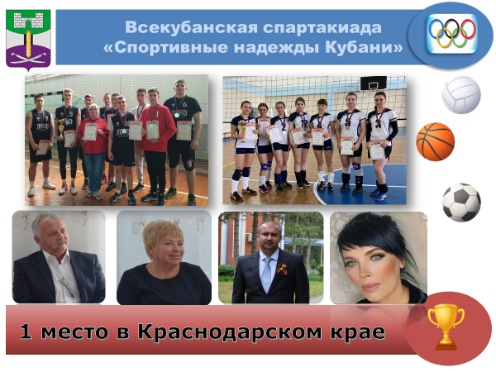 Всекубанская спартакиада
«Спортивные надежды Кубани»
1 место в Краснодарском крае